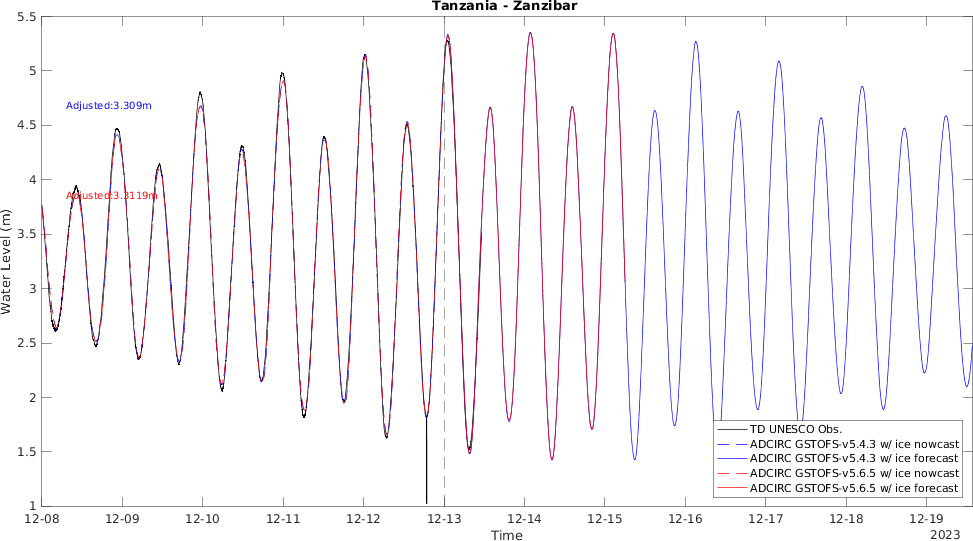 Tanzania - Zanzibar
5.5
5
4.5
4
3.5
3
2.5
2
1.5
1
Water Level (m)
Adjusted:3.309m
Adjusted:3.3119m
TD UNESCO Obs.
ADCIRC GSTOFS-v5.4.3 w/ ice nowcast
ADCIRC GSTOFS-v5.4.3 w/ ice forecast
ADCIRC GSTOFS-v5.6.5 w/ ice nowcast
ADCIRC GSTOFS-v5.6.5 w/ ice forecast
12-08 12-09 12-10 12-11 12-12 12-13 12-14 12-15 12-16 12-17 12-18 12-19
Time 2023